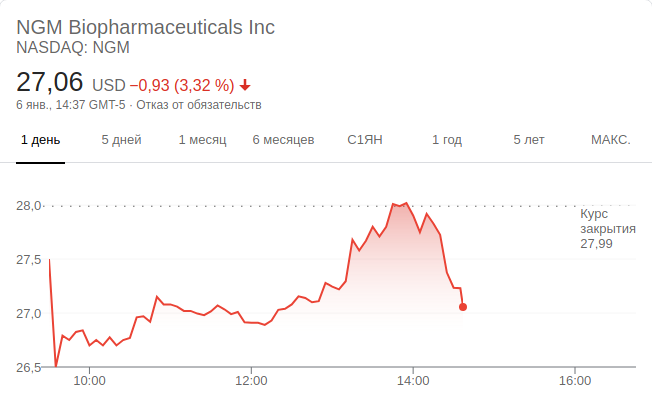 NGM Biopharmaceuticals Inc
NASDAQ: NGM
27,06 USD −0,93 (3,32 %)
6 янв., 14:37 GMT-5 · Отказ от обязательств
1 день 5 дней 1 месяц 6 месяцев С1ЯН 1 год 5 лет МАКС.
28,0
Курс
закрытия
27,99
27,5
27,0
26,5
10:00 12:00 14:00 16:00